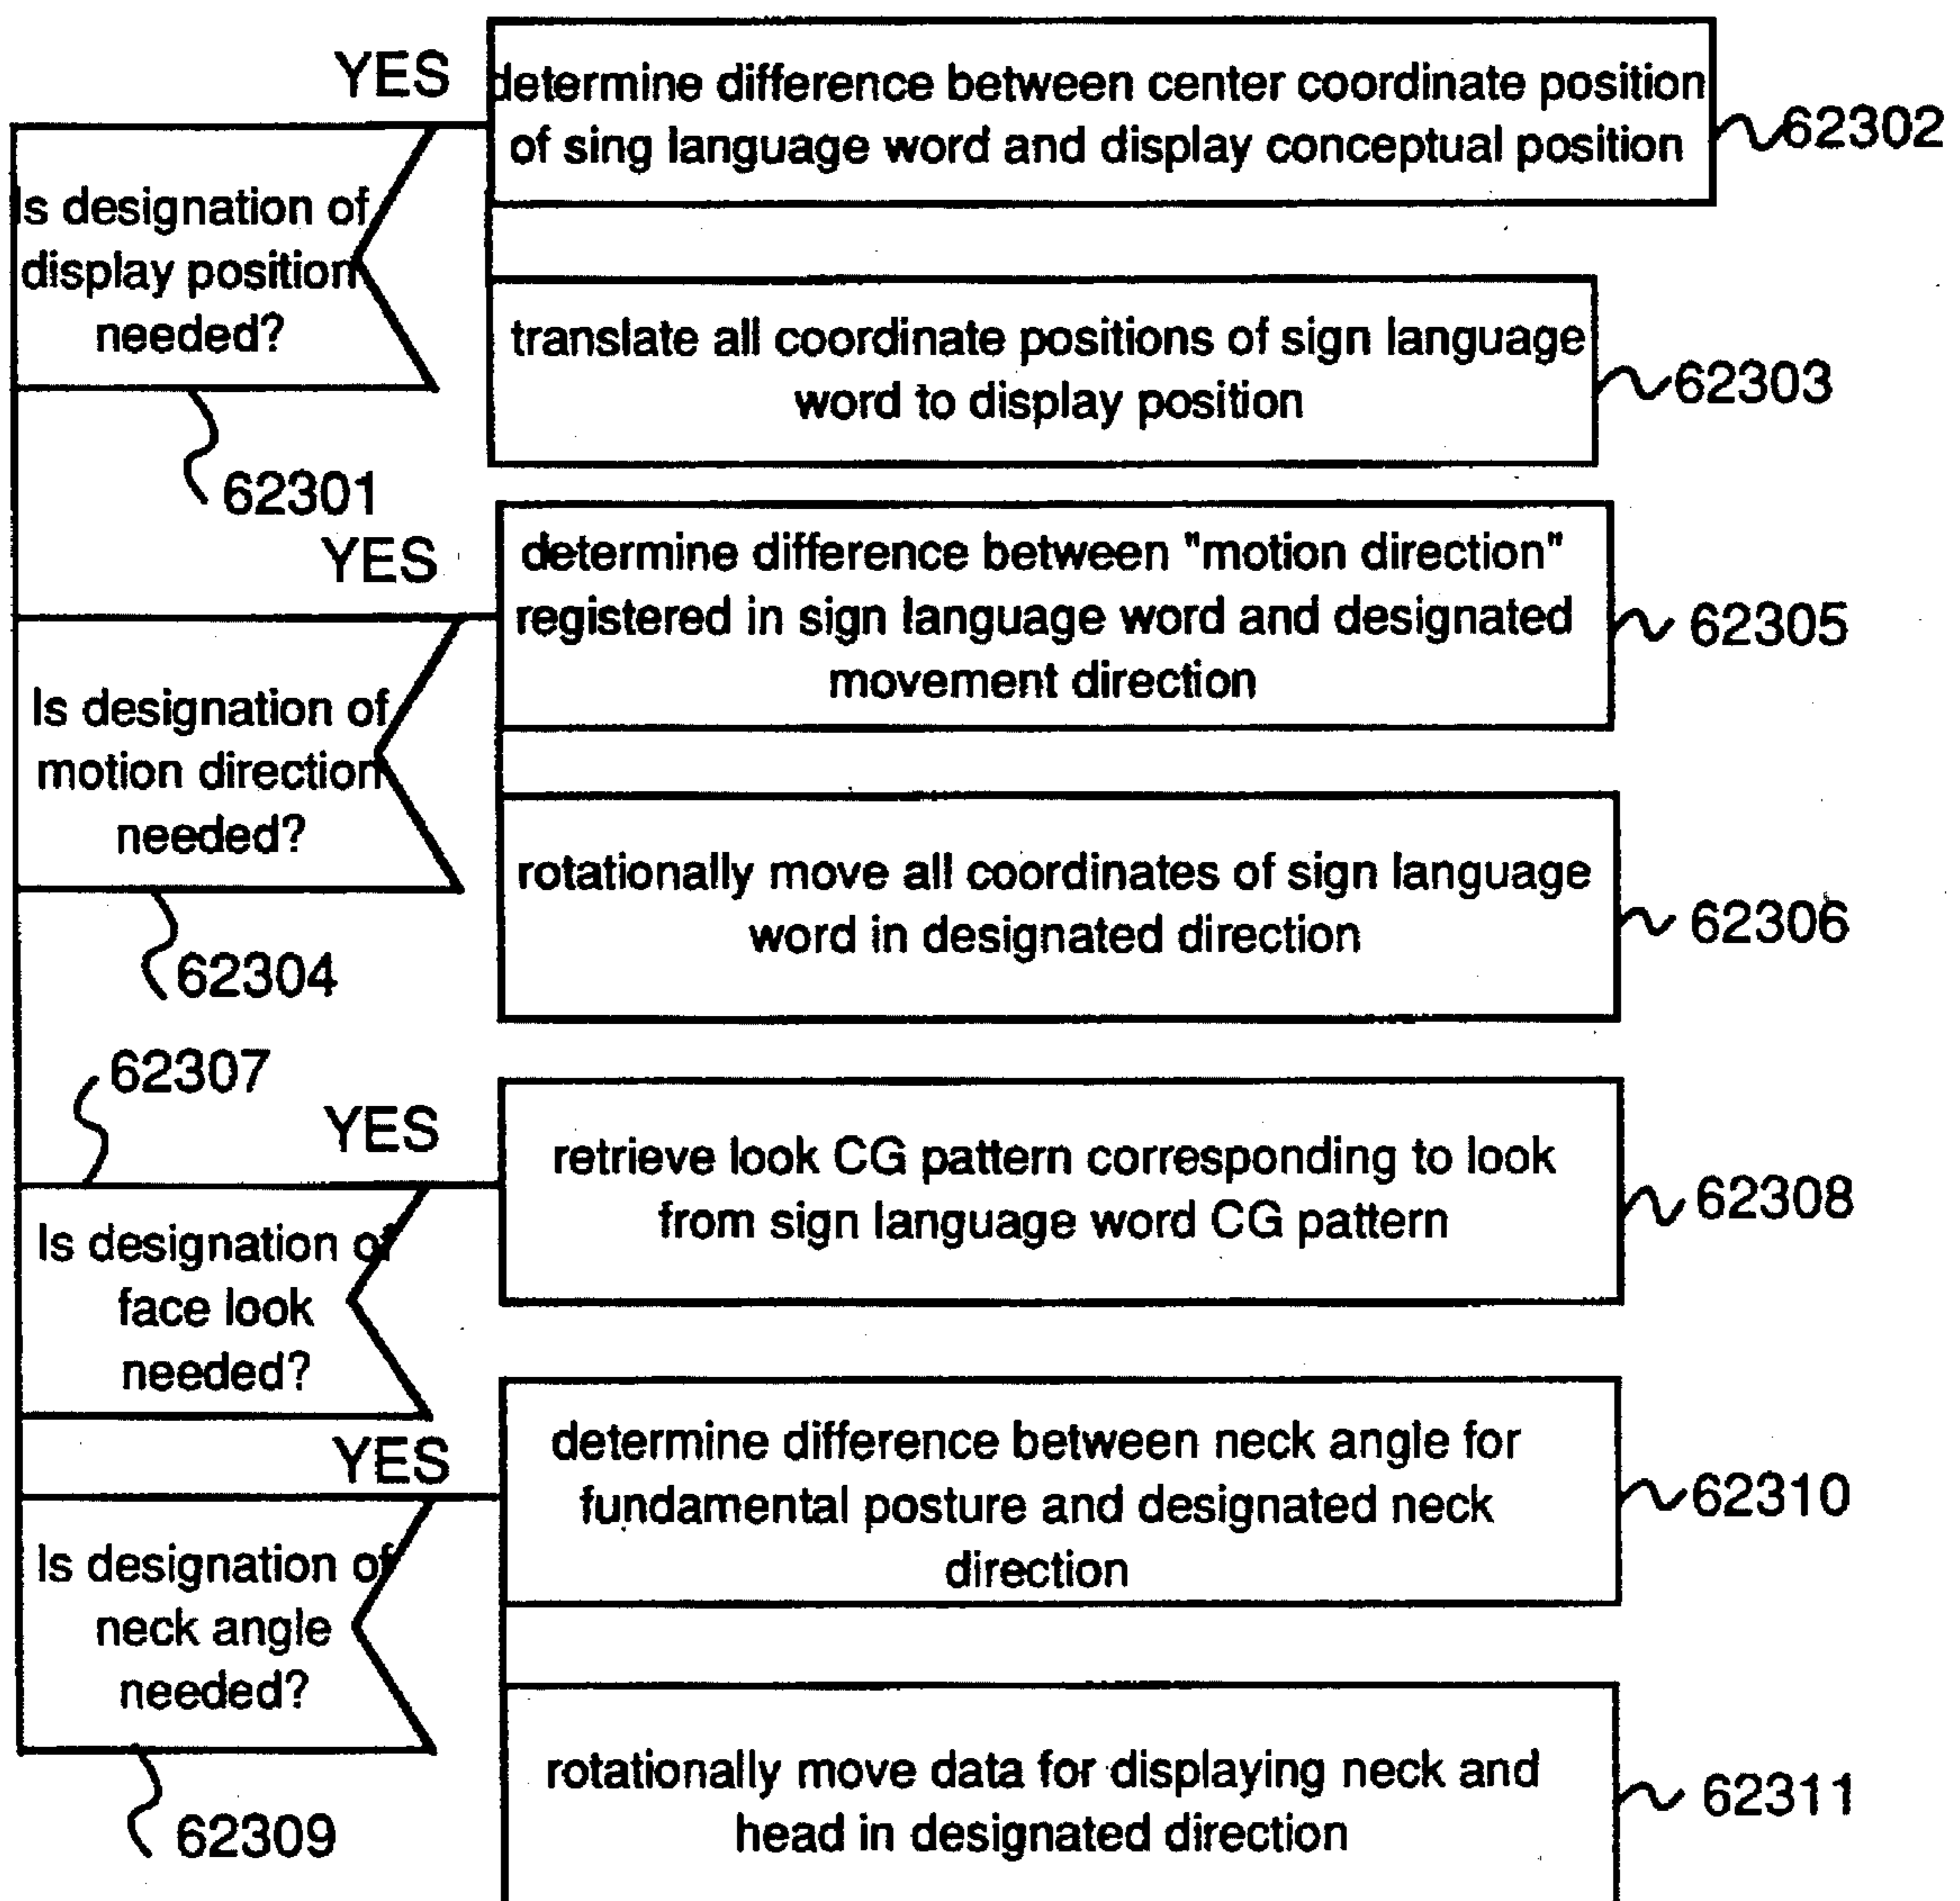 YES
determine difference between center coordinate position
of sing language word and display conceptual position
62302
Is designation of
display position
needed?
62301
translate all coordinate positions of sign language
word to display position
62303
YES
determine difference between "motion direction"
registered in sign language word and designated
movement direction
62305
Is designation of
motion direction
needed?
62304
rotationally move all coordinates of sign language
word in designated direction
62306
62307
YES
retrieve look CG pattern corresponding to look
from sign language word CG pattern
62308
Is designation of
face look
needed?
YES
determine difference between neck angle for
fundamental posture and designated neck
direction
62310
Is designation of
neck angle
needed?
62309
rotationally move data for displaying neck and
head in designated direction
62311